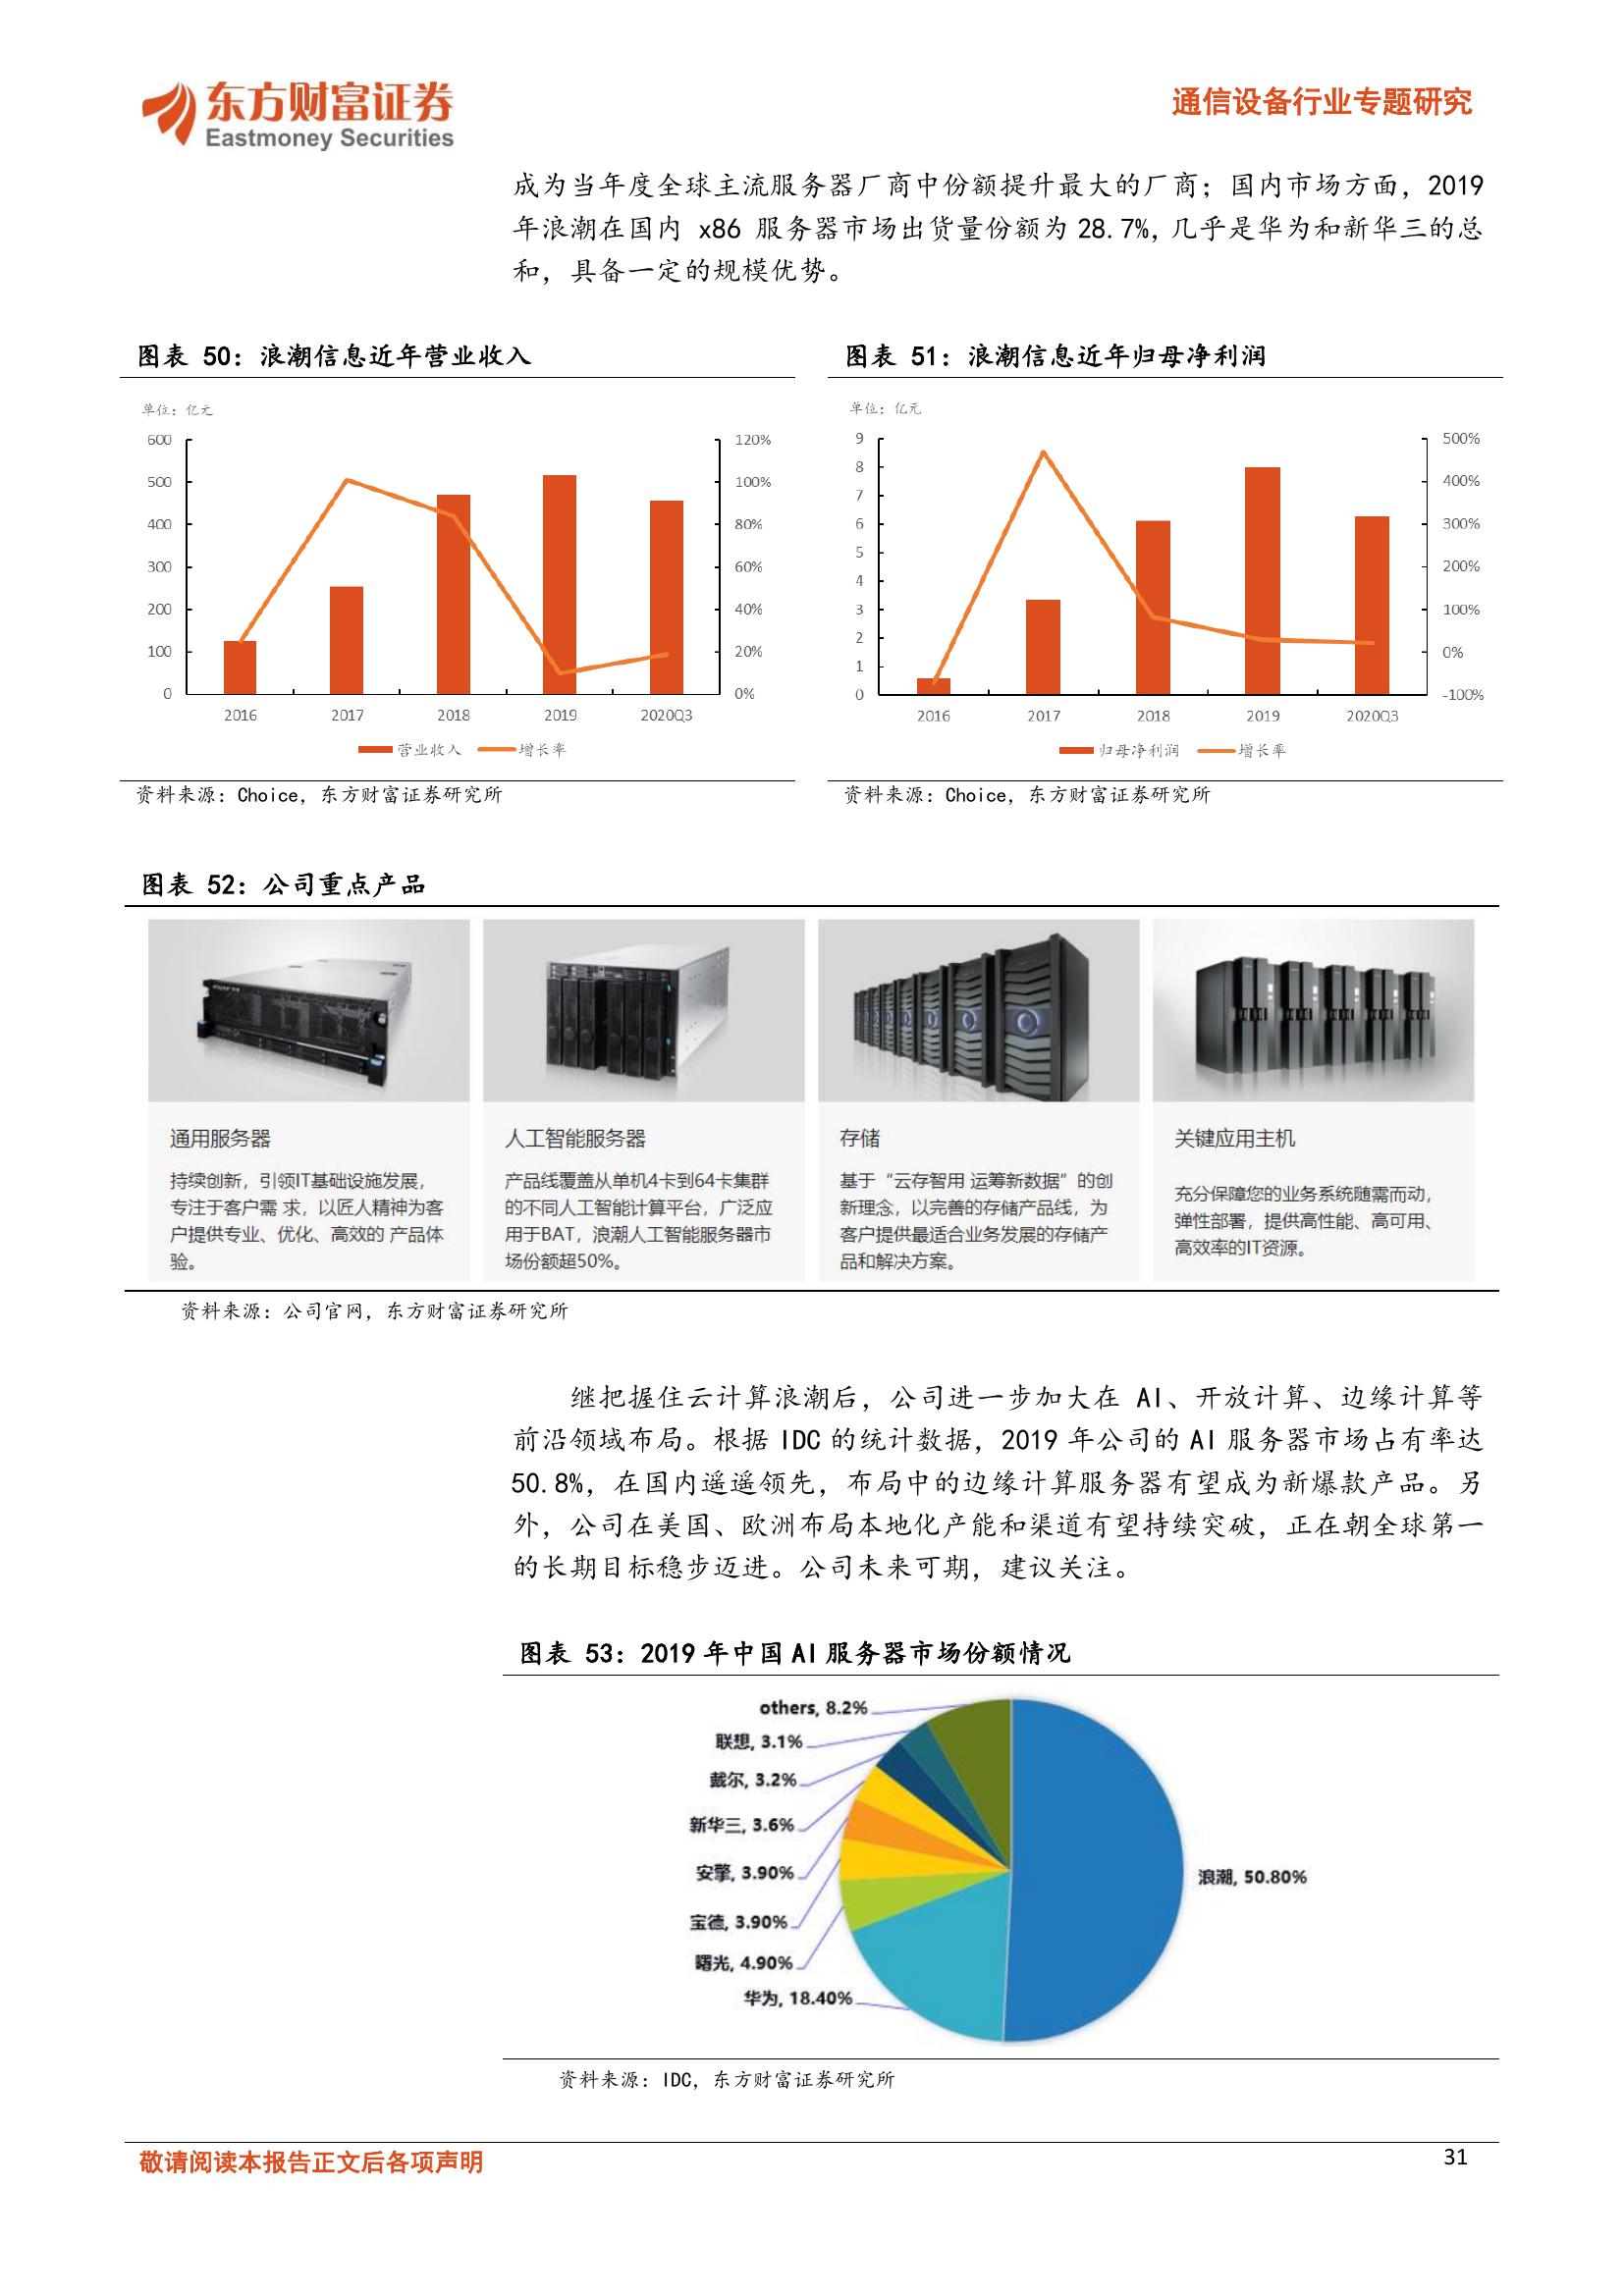 东方财富证券
Eastmoney Securities
通信设备行业专题研究
成为当年度全球主流服务器厂商中份额提升最大的厂商；国内市场方面，2019
年浪潮在国内 x86 服务器市场出货量份额为 28.7%,几乎是华为和新华三的总
和，具备一定的规模优势。
图表 50：浪潮信息近年营业收入
单位：亿元
600
500
400
300
200
100
0
120%
100%
80%
60%
40%
20%
0%
2016 2017 2018 2019 2020Q3
营业收入 增长率
资料来源：Choice，东方财富证券研究所
图表 51：浪潮信息近年归母净利润
单位：亿元
9
8
7
6
5
4
3
2
1
0
500%
400%
300%
200%
100%
0%
-100%
2016 2017 2018 2019 2020Q3
归母净利润 增长率
资料来源：Choice，东方财富证券研究所
图表 52：公司重点产品
通用服务器
持续创新，引领IT基础设施发展，
专注于客户需 求，以匠人精神为客
户提供专业、优化、高效的 产品体
验。
人工智能服务器
产品线覆盖从单机4卡到64卡集群
的不同人工智能计算平台，广泛应
用于BAT，浪潮人工智能服务器市
场份额超50%。
存储
基于“云存智用 运筹新数据”的创
新理念，以完善的存储产品线，为
客户提供最适合业务发展的存储产
品和解决方案。
关键应用主机
充分保障您的业务系统随需而动，
弹性部署，提供高性能、高可用、
高效率的IT资源。
资料来源：公司官网，东方财富证券研究所
继把握住云计算浪潮后，公司进一步加大在 AI、开放计算、边缘计算等
前沿领域布局。根据 IDC 的统计数据，2019 年公司的 AI 服务器市场占有率达
50.8%，在国内遥遥领先，布局中的边缘计算服务器有望成为新爆款产品。另
外，公司在美国、欧洲布局本地化产能和渠道有望持续突破，正在朝全球第一
的长期目标稳步迈进。公司未来可期，建议关注。
图表 53：2019 年中国 AI 服务器市场份额情况
others, 8.2%
联想, 3.1%
戴尔, 3.2%
新华三, 3.6%
安擎, 3.90%
宝德, 3.90%
曙光, 4.90%
华为, 18.40%
浪潮, 50.80%
资料来源：IDC，东方财富证券研究所
敬请阅读本报告正文后各项声明
31